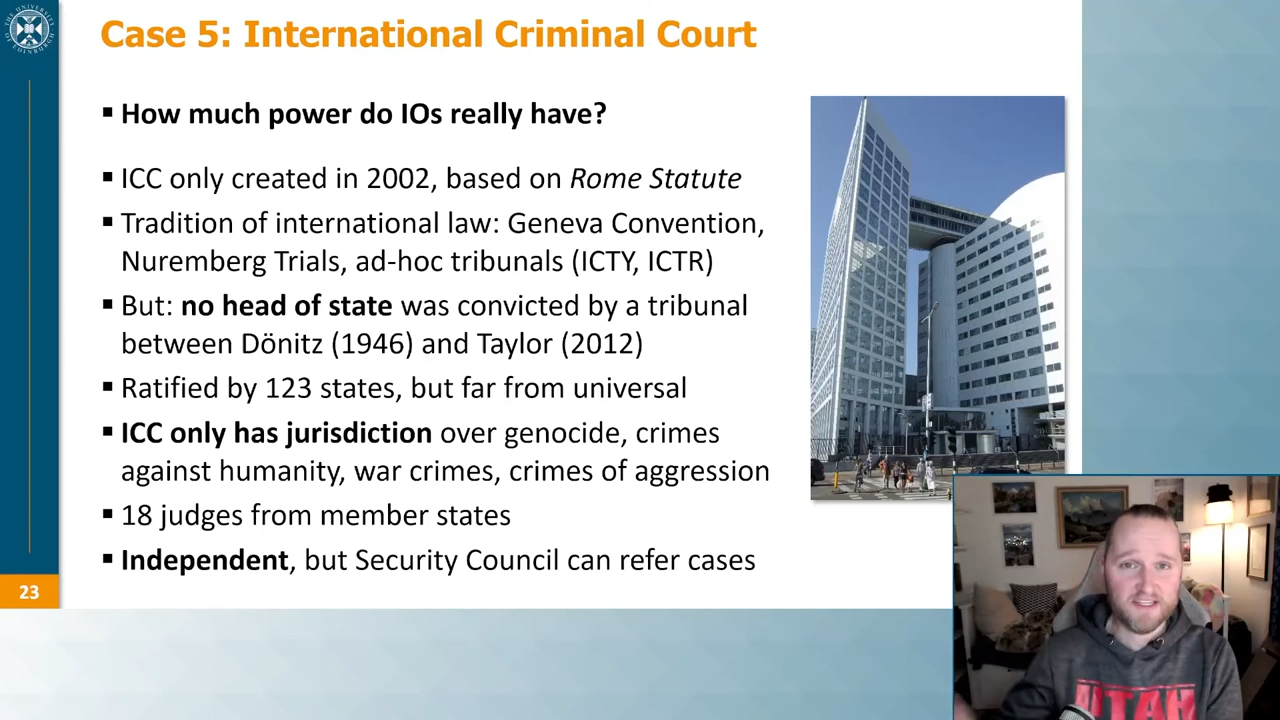 Case 5: International Criminal Court
▪ How much power do IOs really have?
▪ ICC only created in 2002, based on Rome Statute
▪ Tradition of international law: Geneva Convention,
Nuremberg Trials, ad-hoc tribunals (ICTY, ICTR)
▪ But: no head of state was convicted by a tribunal
between Dönitz (1946) and Taylor (2012)
▪ Ratified by 123 states, but far from universal
▪ ICC only has jurisdiction over genocide, crimes
against humanity, war crimes, crimes of aggression
▪ 18 judges from member states
▪ Independent, but Security Council can refer cases
23
UTAH